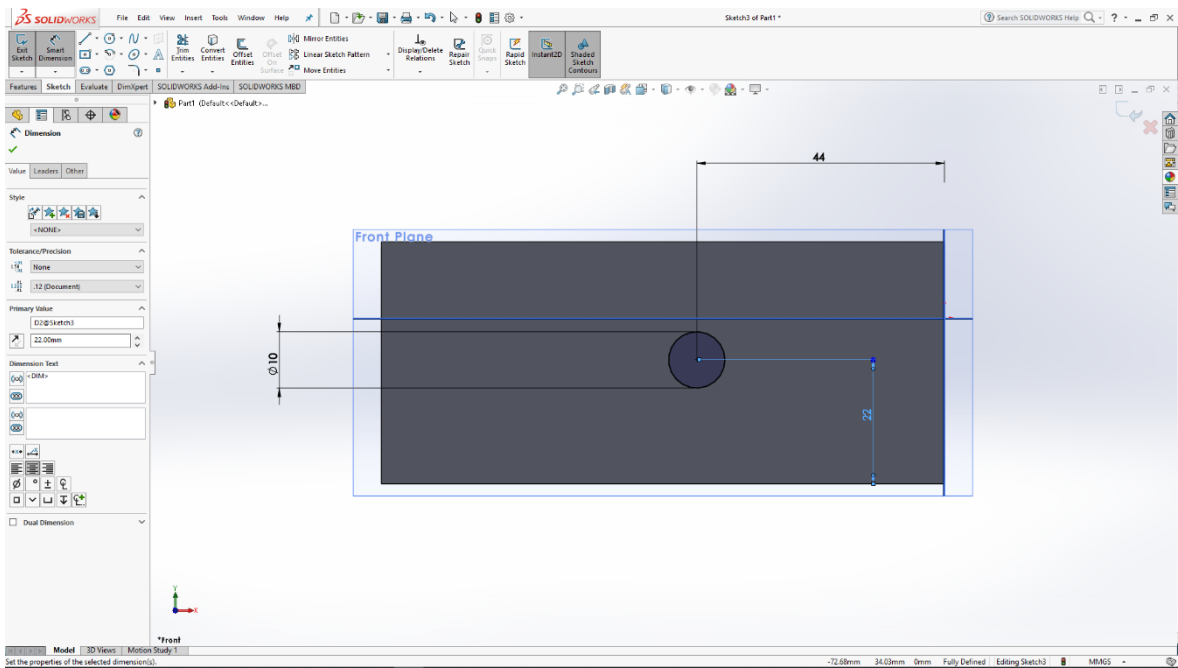 SOLIDWORKS File Edit View Insert Tools Window Help Sketch3 of Part1 * Search SOLIDWORKS Help
Exit Sketch
Smart Dimension
Trim Entities
Convert Entities
Offset Entities
Offset On Surface
Mirror Entities
Linear Sketch Pattern
Move Entities
Display/Delete Relations
Repair Sketch
Quick Snaps
Rapid Sketch
Instant2D
Shaded Sketch Contours
Features Sketch Evaluate DimXpert SOLIDWORKS Add-Ins SOLIDWORKS MBD
Part1 (Default<<Default>...
Dimension
Value Leaders Other
Style
<NONE>
Tolerance/Precision
None
.12 (Document)
Primary Value
D2@Sketch3
22.00mm
Dimension Text
<DIM>
Dual Dimension
44
Front Plane
Ø10
22
Y
X
*Front
Model 3D Views Motion Study 1
Set the properties of the selected dimension(s). -72.68mm 34.03mm 0mm Fully Defined Editing Sketch3 MMGS